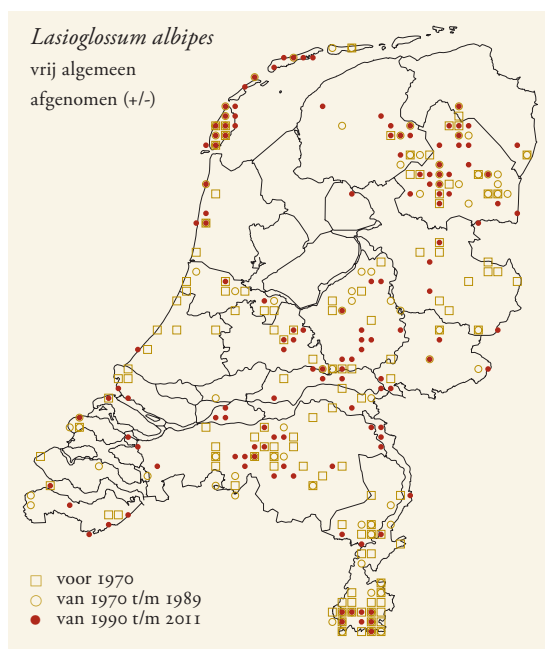 Lasioglossum albipes
vrij algemeen
afgenomen (+/-)
voor 1970
van 1970 t/m 1989
van 1990 t/m 2011